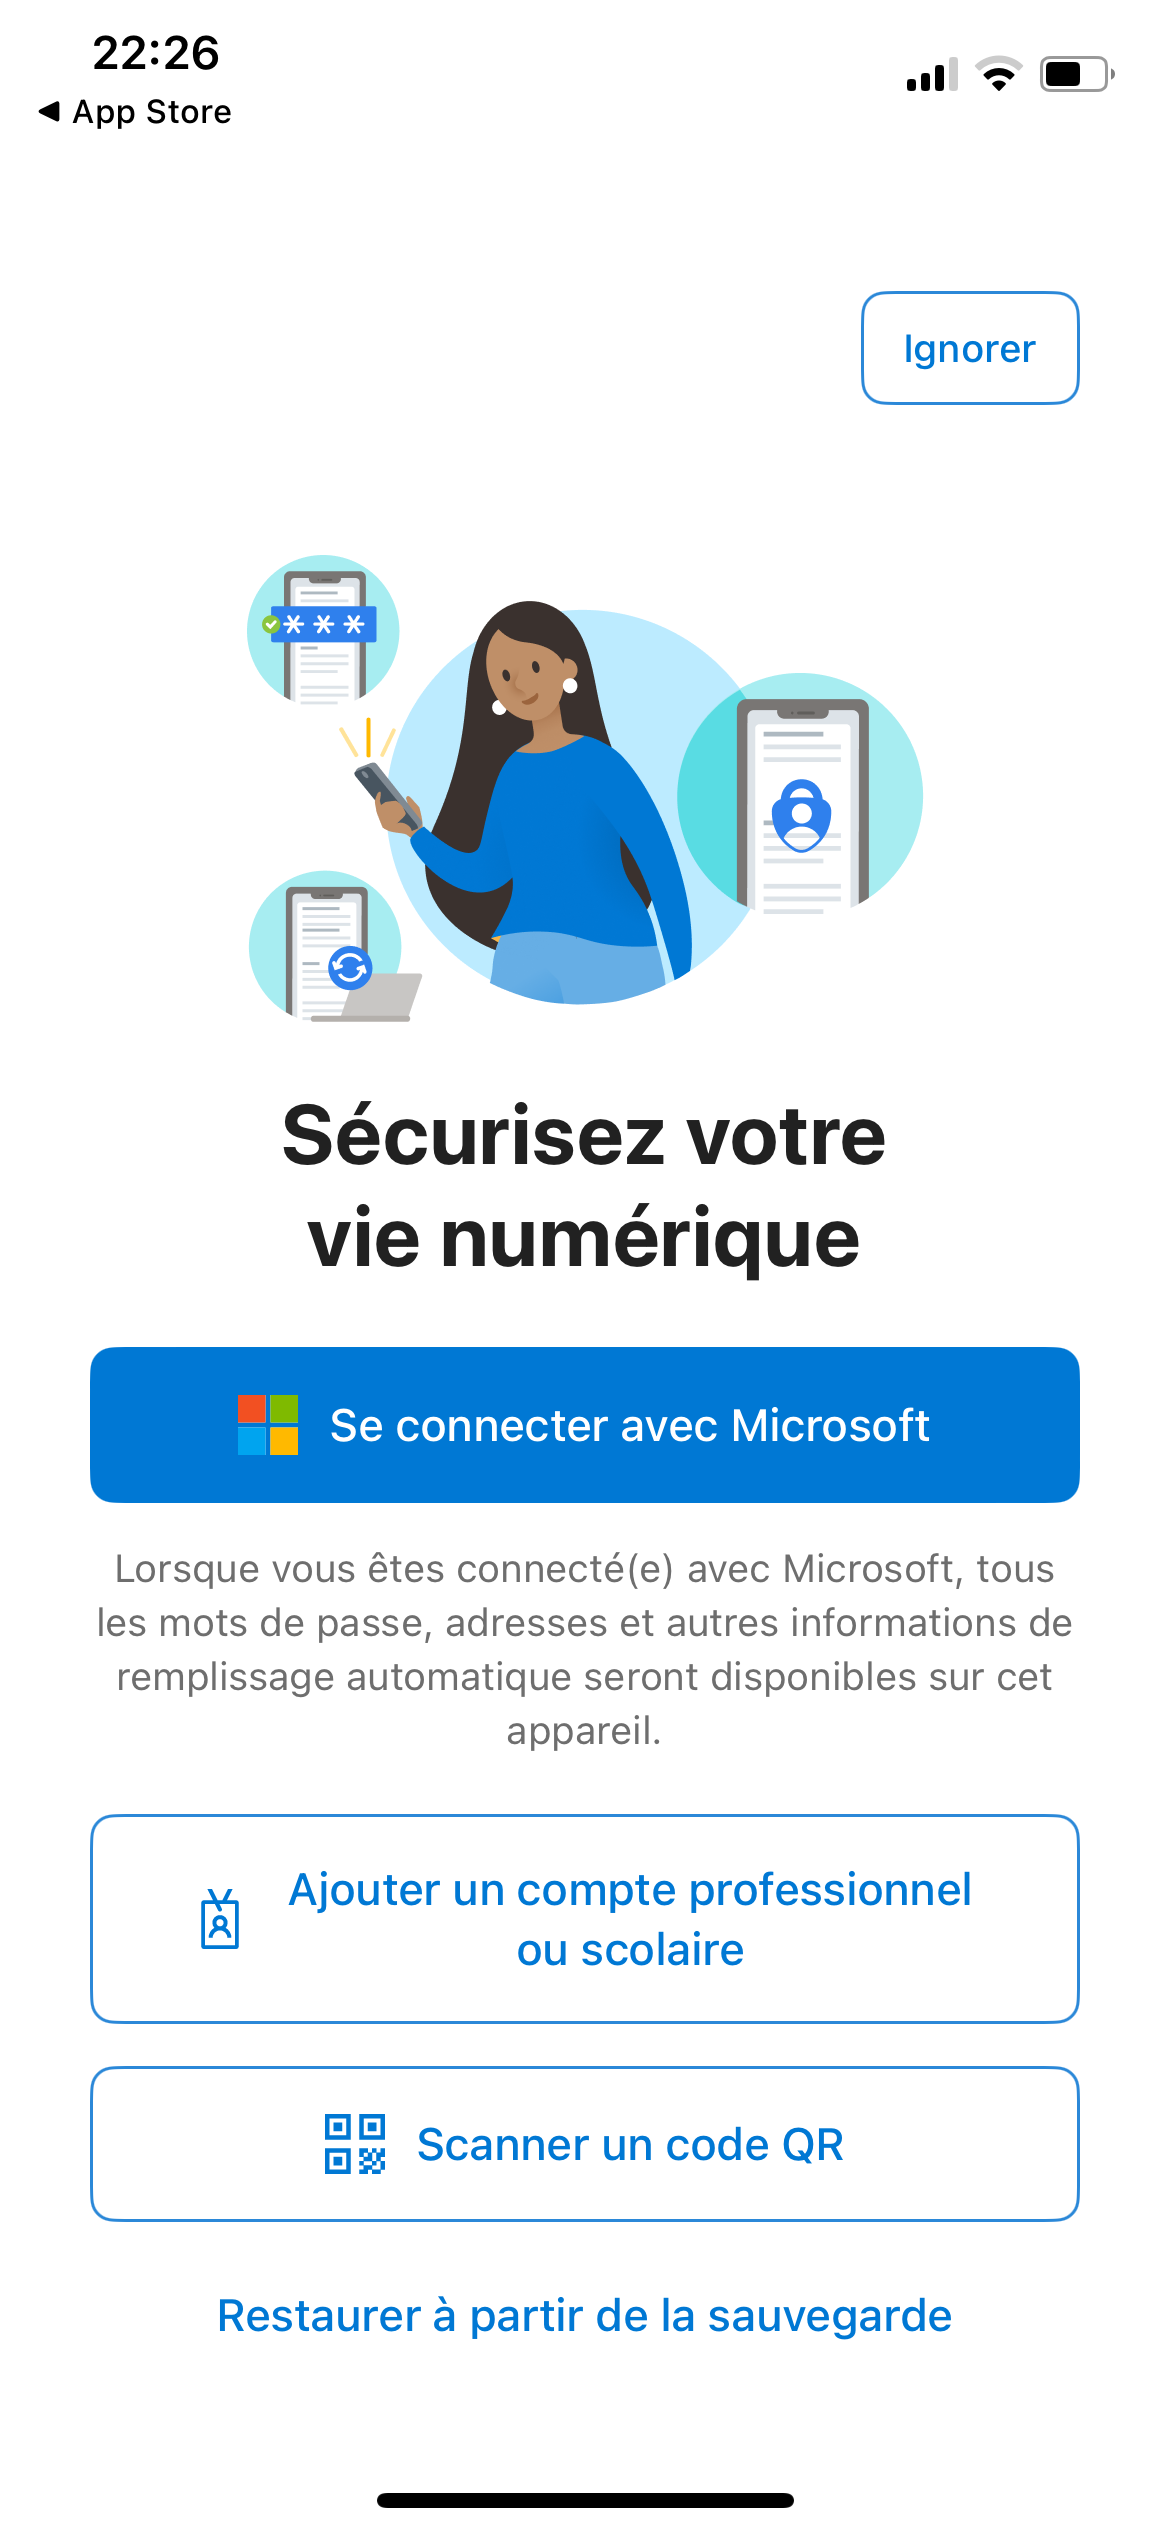 22:26
◀ App Store
Ignorer
Sécurisez votre
vie numérique
Se connecter avec Microsoft
Lorsque vous êtes connecté(e) avec Microsoft, tous
les mots de passe, adresses et autres informations de
remplissage automatique seront disponibles sur cet
appareil.
Ajouter un compte professionnel
ou scolaire
Scanner un code QR
Restaurer à partir de la sauvegarde